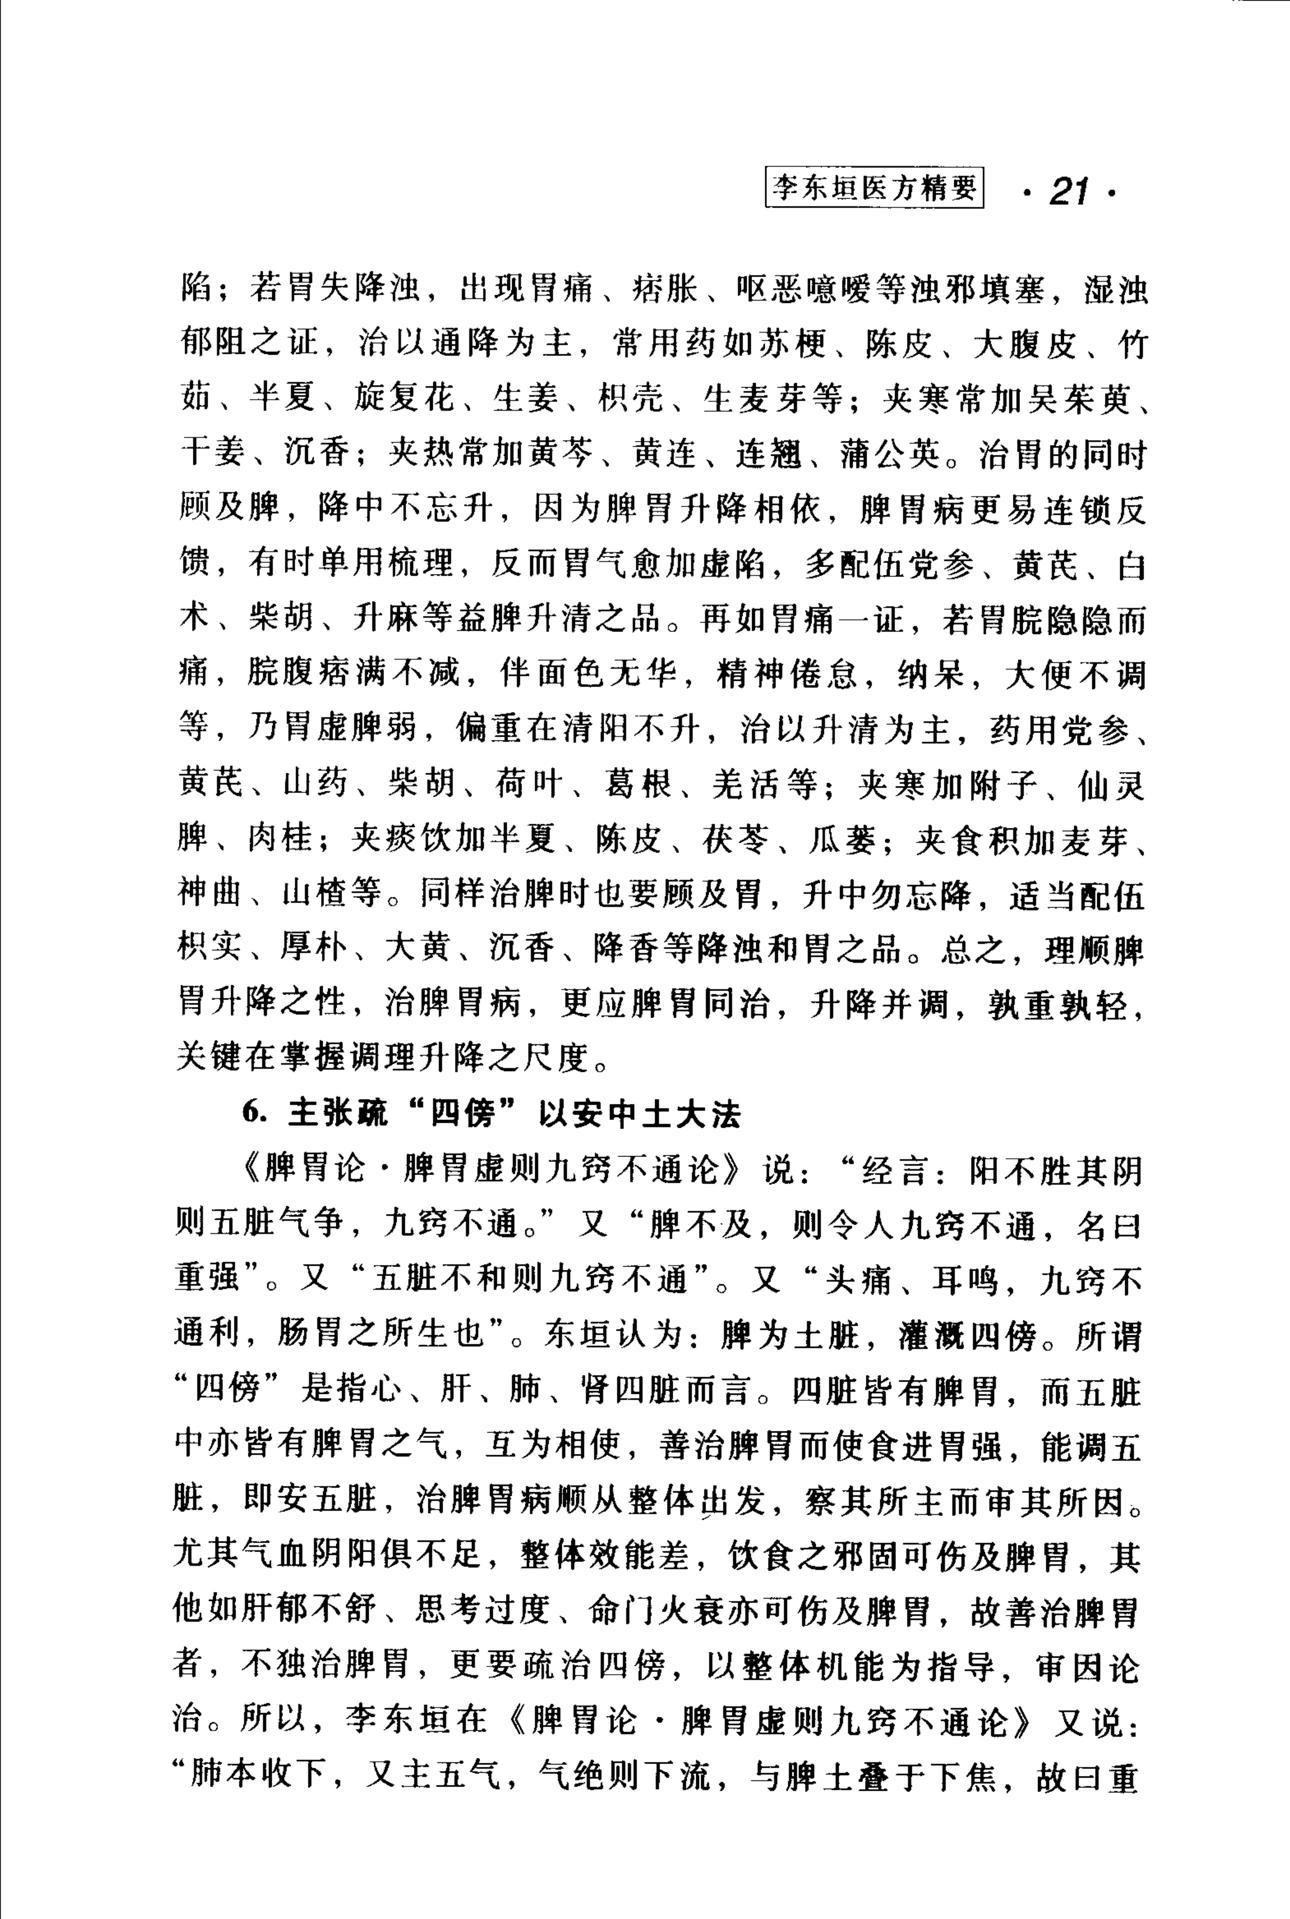 李东垣医方精要 · 21 ·
陷；若胃失降浊，出现胃痛、痞胀、呕恶噫嗳等浊邪填塞，湿浊
郁阻之证，治以通降为主，常用药如苏梗、陈皮、大腹皮、竹
茹、半夏、旋复花、生姜、枳壳、生麦芽等；夹寒常加吴茱萸、
干姜、沉香；夹热常加黄芩、黄连、连翘、蒲公英。治胃的同时
顾及脾，降中不忘升，因为脾胃升降相依，脾胃病更易连锁反
馈，有时单用梳理，反而胃气愈加虚陷，多配伍党参、黄芪、白
术、柴胡、升麻等益脾升清之品。再如胃痛一证，若胃脘隐隐而
痛，脘腹痞满不减，伴面色无华，精神倦怠，纳呆，大便不调
等，乃胃虚脾弱，偏重在清阳不升，治以升清为主，药用党参、
黄芪、山药、柴胡、荷叶、葛根、羌活等；夹寒加附子、仙灵
脾、肉桂；夹痰饮加半夏、陈皮、茯苓、瓜蒌；夹食积加麦芽、
神曲、山楂等。同样治脾时也要顾及胃，升中勿忘降，适当配伍
枳实、厚朴、大黄、沉香、降香等降浊和胃之品。总之，理顺脾
胃升降之性，治脾胃病，更应脾胃同治，升降并调，孰重孰轻，
关键在掌握调理升降之尺度。
6. 主张疏“四傍”以安中土大法
《脾胃论·脾胃虚则九窍不通论》说：“经言：阳不胜其阴
则五脏气争，九窍不通。”又“脾不及，则令人九窍不通，名曰
重强”。又“五脏不和则九窍不通”。又“头痛、耳鸣，九窍不
通利，肠胃之所生也”。东垣认为：脾为土脏，灌溉四傍。所谓
“四傍”是指心、肝、肺、肾四脏而言。四脏皆有脾胃，而五脏
中亦皆有脾胃之气，互为相使，善治脾胃而使食进胃强，能调五
脏，即安五脏，治脾胃病顺从整体出发，察其所主而审其所因。
尤其气血阴阳俱不足，整体效能差，饮食之邪固可伤及脾胃，其
他如肝郁不舒、思考过度、命门火衰亦可伤及脾胃，故善治脾胃
者，不独治脾胃，更要疏治四傍，以整体机能为指导，审因论
治。所以，李东垣在《脾胃论·脾胃虚则九窍不通论》又说：
“肺本收下，又主五气，气绝则下流，与脾土叠于下焦，故曰重